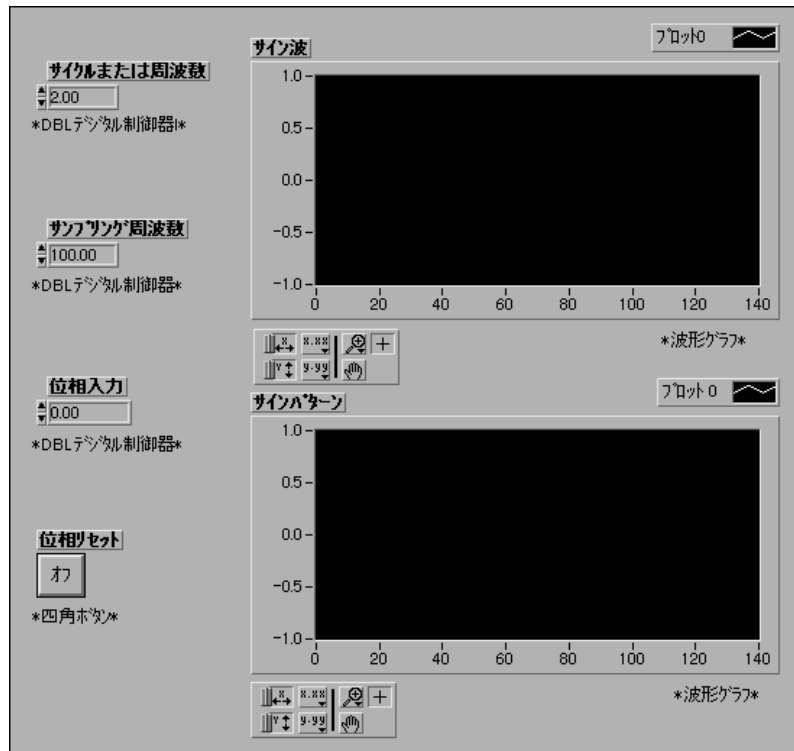 サイクルまたは周波数
2.00
*DBLデジタル制御器*
サンプリング周波数
100.00
*DBLデジタル制御器*
位相入力
0.00
*DBLデジタル制御器*
位相リセット
オフ
*四角ボタン*
サイン波
プロット0
1.0
0.5
0.0
-0.5
-1.0
0 20 40 60 80 100 120 140
X x.xx
Y y.yy
*波形グラフ*
サインパターン
プロット 0
1.0
0.5
0.0
-0.5
-1.0
0 20 40 60 80 100 120 140
X x.xx
Y y.yy
*波形グラフ*